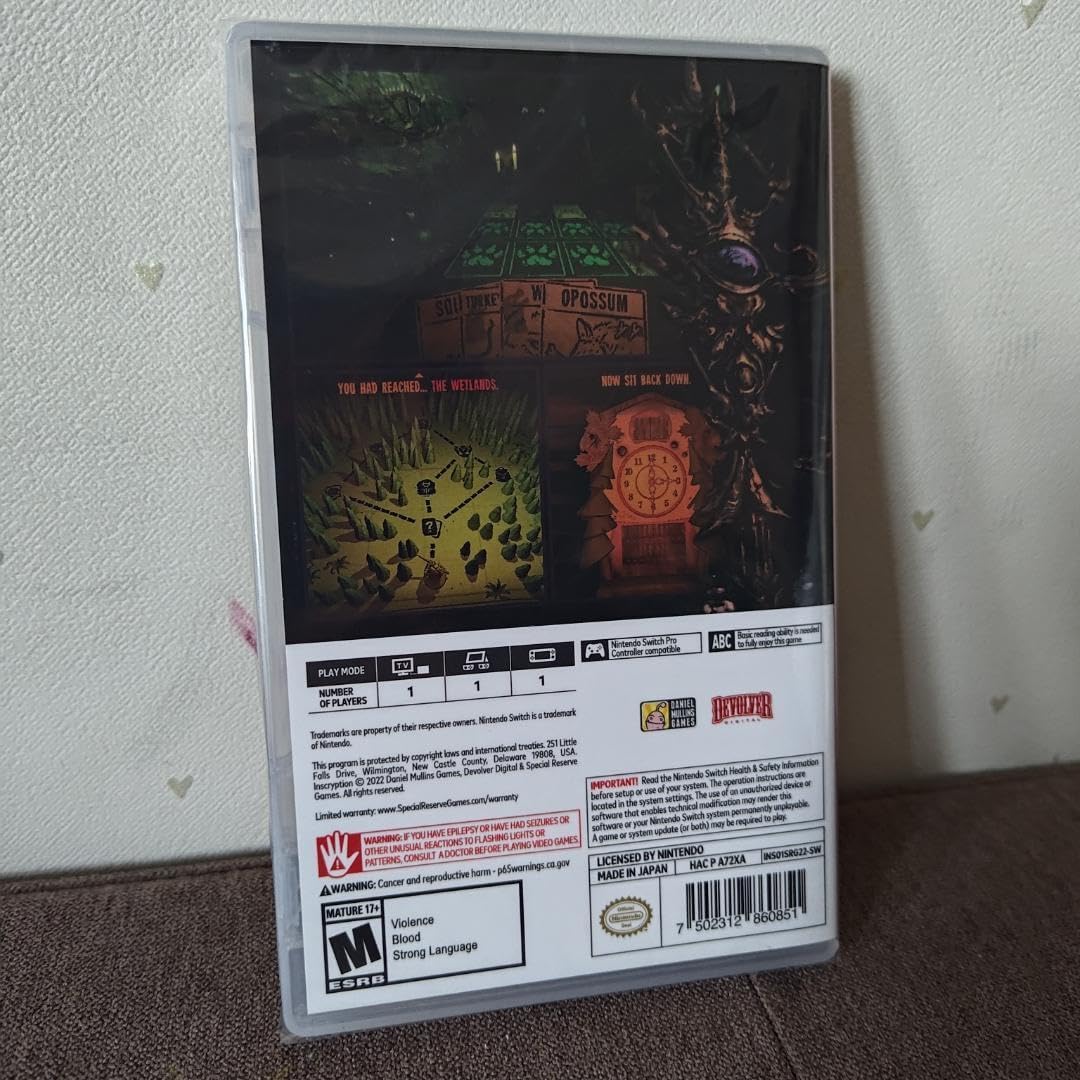 TURKE
OPOSSUM
YOU HAD REACHED... THE WETLANDS.
NOW SIT BACK DOWN.
PLAY MODE
TV
NUMBER
OF PLAYERS
1
1
1
Nintendo Switch Pro
Controller compatible
ABC
Basic reading ability is needed
to fully enjoy this game
DANIEL
MULLINS
GAMES
DEVOLVER
DIGITAL
Trademarks are property of their respective owners. Nintendo Switch is a trademark
of Nintendo.
This program is protected by copyright laws and international treaties. 251 Little
Falls Drive, Wilmington, New Castle County, Delaware 19808, USA.
Inscryption © 2022 Daniel Mullins Games, Devolver Digital & Special Reserve
Games. All rights reserved.
Limited warranty: www.SpecialReserveGames.com/warranty
WARNING: IF YOU HAVE EPILEPSY OR HAVE HAD SEIZURES OR
OTHER UNUSUAL REACTIONS TO FLASHING LIGHTS OR
PATTERNS, CONSULT A DOCTOR BEFORE PLAYING VIDEO GAMES.
WARNING: Cancer and reproductive harm - p65warnings.ca.gov
MATURE 17+
M
ESRB
Violence
Blood
Strong Language
IMPORTANT! Read the Nintendo Switch Health & Safety Information
before setup or use of your system. The operation instructions are
located in the system settings. The use of an unauthorized device or
software that enables technical modification may render this
software or your Nintendo Switch system permanently unplayable.
A game or system update (or both) may be required to play.
LICENSED BY NINTENDO
MADE IN JAPAN
HAC P A72XA
INS01SRG22-SW
Official
Nintendo
Seal
7 502312 860851